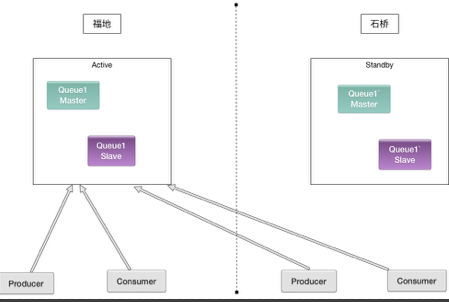 福地
石桥
Active
Standby
Queue1
Master
Queue1
Slave
Queue1`
Master
Queue1`
Slave
Producer
Consumer
Producer
Consumer